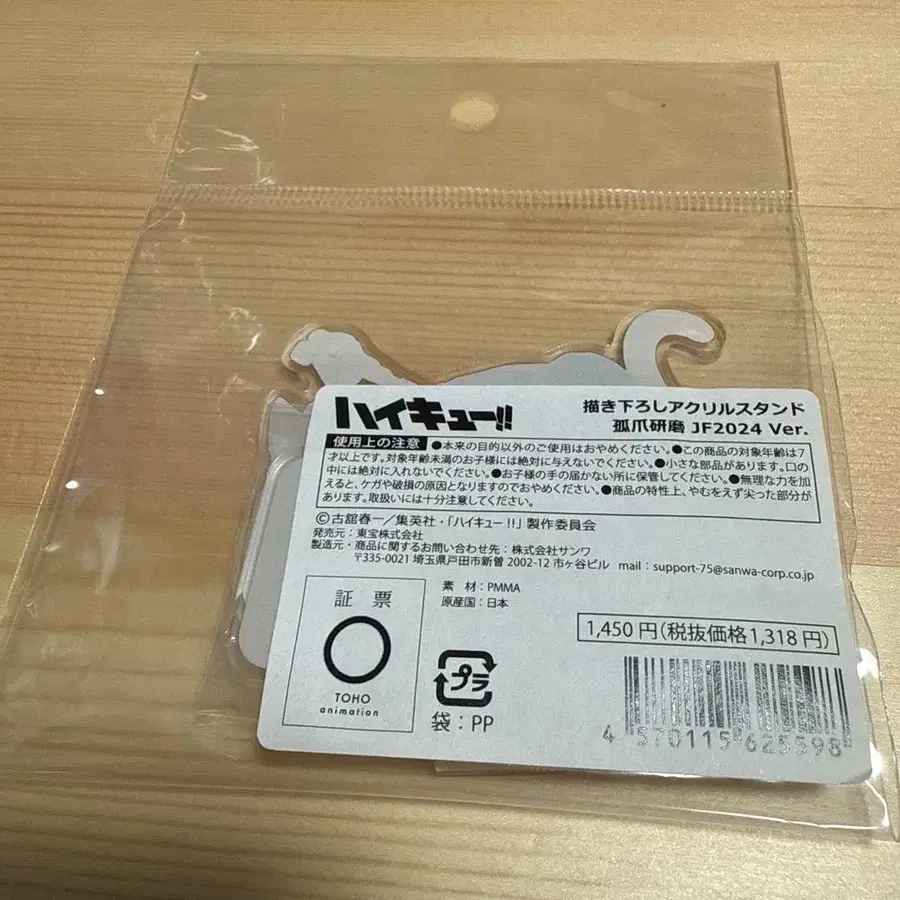 ハイキュー!!
描き下ろしアクリルスタンド
孤爪研磨 JF2024 Ver.
使用上の注意 ●本来の目的以外のご使用はおやめください。●この商品の対象年齢は7
才以上です。対象年齢未満のお子様には絶対に与えないでください。●小さな部品があります。口の
中には絶対に入れないでください。●お子様の手の届かない所に保管してください。●無理な力を加
えると、ケガや破損の原因となりますのでおやめください。●商品の特性上、やむをえず尖った部分が
あります。取扱いには十分注意してください。
©古舘春一／集英社・「ハイキュー!!」製作委員会
発売元：東宝株式会社
製造元・商品に関するお問い合わせ先：株式会社サンワ
〒335-0021 埼玉県戸田市新曽 2002-12 市ヶ谷ビル mail：support-75@sanwa-corp.co.jp
証 票
TOHO
animation
素 材：PMMA
原産国：日本
プラ
袋：PP
1,450 円（税抜価格1,318 円）
4 570115 625598